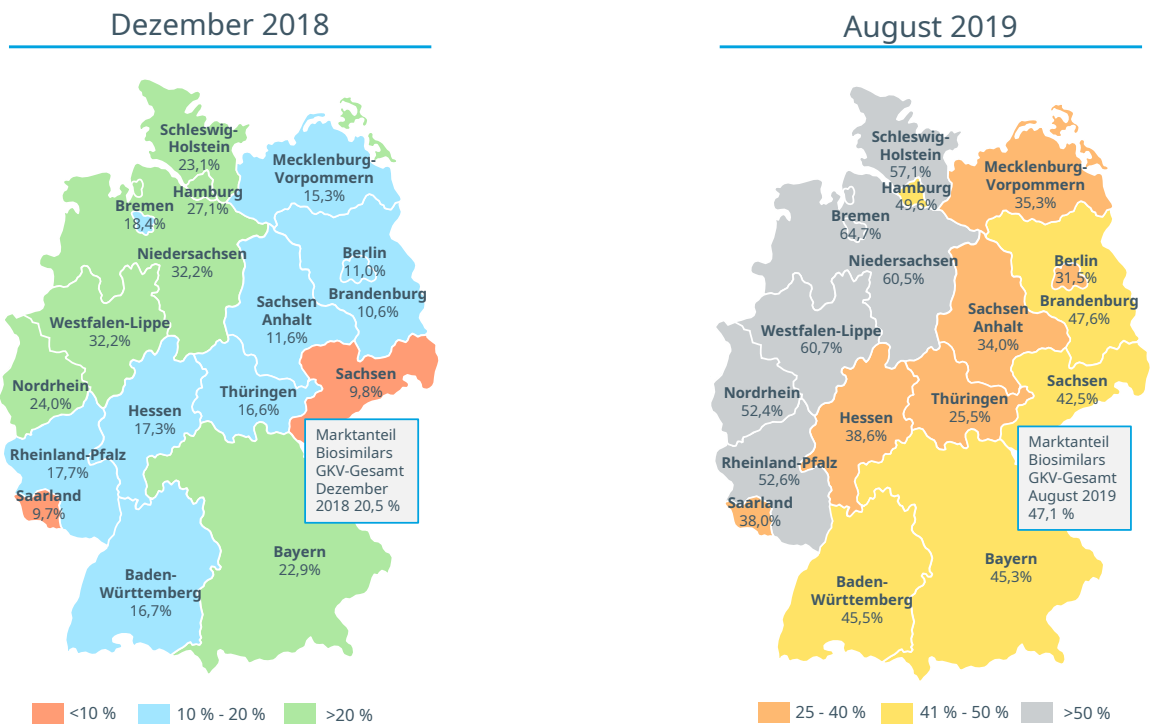 Dezember 2018
Schleswig-
Holstein
23,1%
Mecklenburg-
Vorpommern
15,3%
Hamburg
27,1%
Bremen
18,4%
Niedersachsen
32,2%
Berlin
11,0%
Brandenburg
10,6%
Sachsen
Anhalt
11,6%
Westfalen-Lippe
32,2%
Nordrhein
24,0%
Hessen
17,3%
Thüringen
16,6%
Sachsen
9,8%
Rheinland-Pfalz
17,7%
Saarland
9,7%
Marktanteil
Biosimilars
GKV-Gesamt
Dezember
2018 20,5 %
Bayern
22,9%
Baden-
Württemberg
16,7%
<10 %
10 % - 20 %
>20 %
August 2019
Schleswig-
Holstein
57,1%
Mecklenburg-
Vorpommern
35,3%
Hamburg
49,6%
Bremen
64,7%
Niedersachsen
60,5%
Berlin
31,5%
Brandenburg
47,6%
Sachsen
Anhalt
34,0%
Westfalen-Lippe
60,7%
Nordrhein
52,4%
Hessen
38,6%
Thüringen
25,5%
Sachsen
42,5%
Rheinland-Pfalz
52,6%
Saarland
38,0%
Marktanteil
Biosimilars
GKV-Gesamt
August 2019
47,1 %
Bayern
45,3%
Baden-
Württemberg
45,5%
25 - 40 %
41 % - 50 %
>50 %